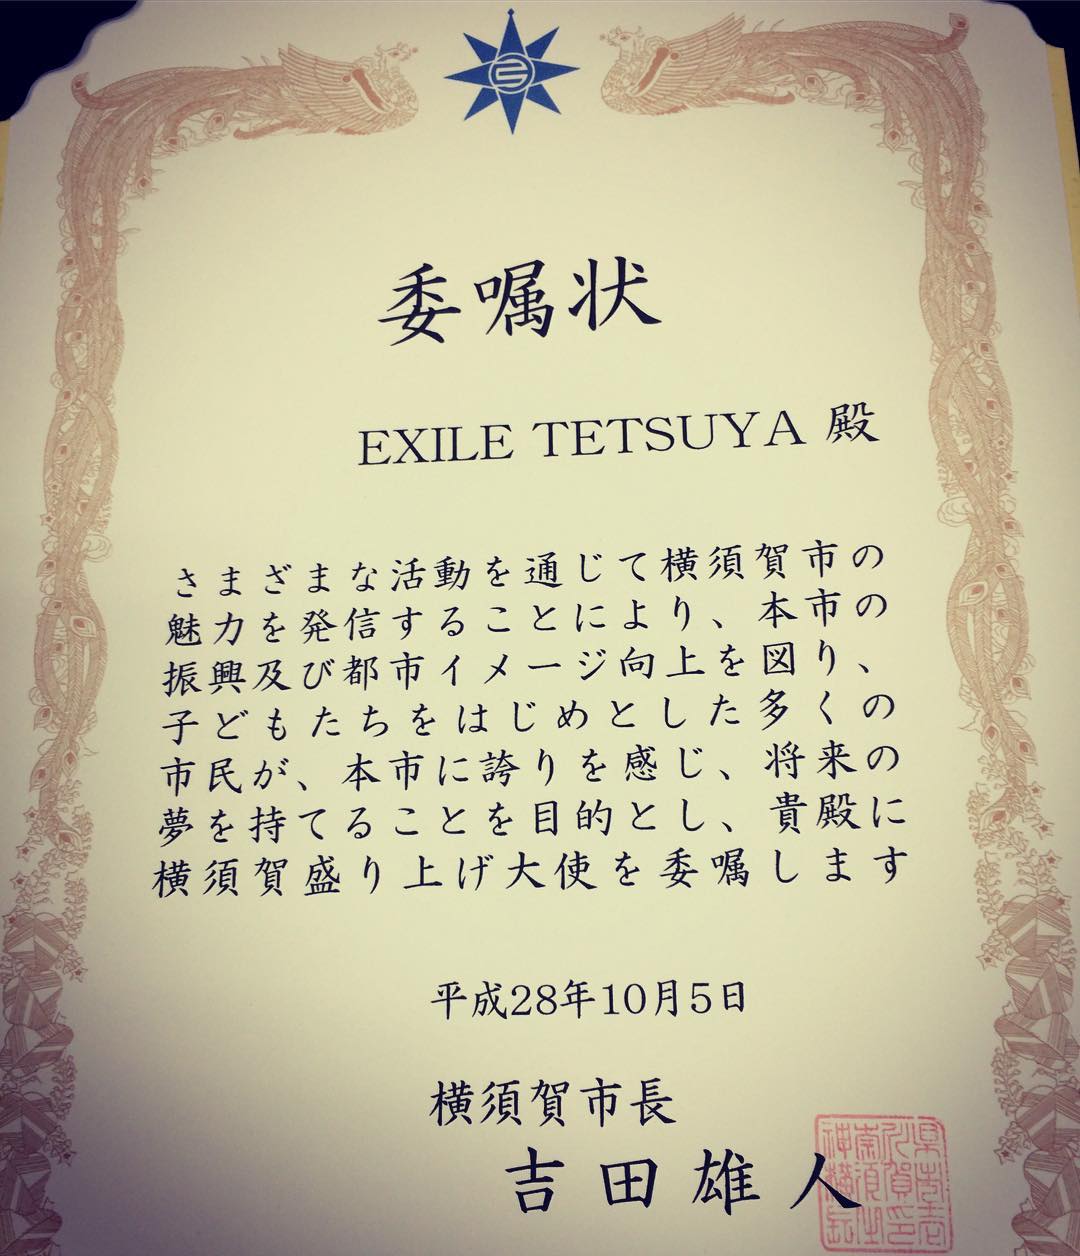 委嘱状
EXILE TETSUYA 殿
さまざまな活動を通じて横須賀市の
魅力を発信することにより、本市の
振興及び都市イメージ向上を図り、
子どもたちをはじめとした多くの
市民が、本市に誇りを感じ、将来の
夢を持てることを目的とし、貴殿に
横須賀盛り上げ大使を委嘱します
平成28年10月5日
横須賀市長
吉田雄人